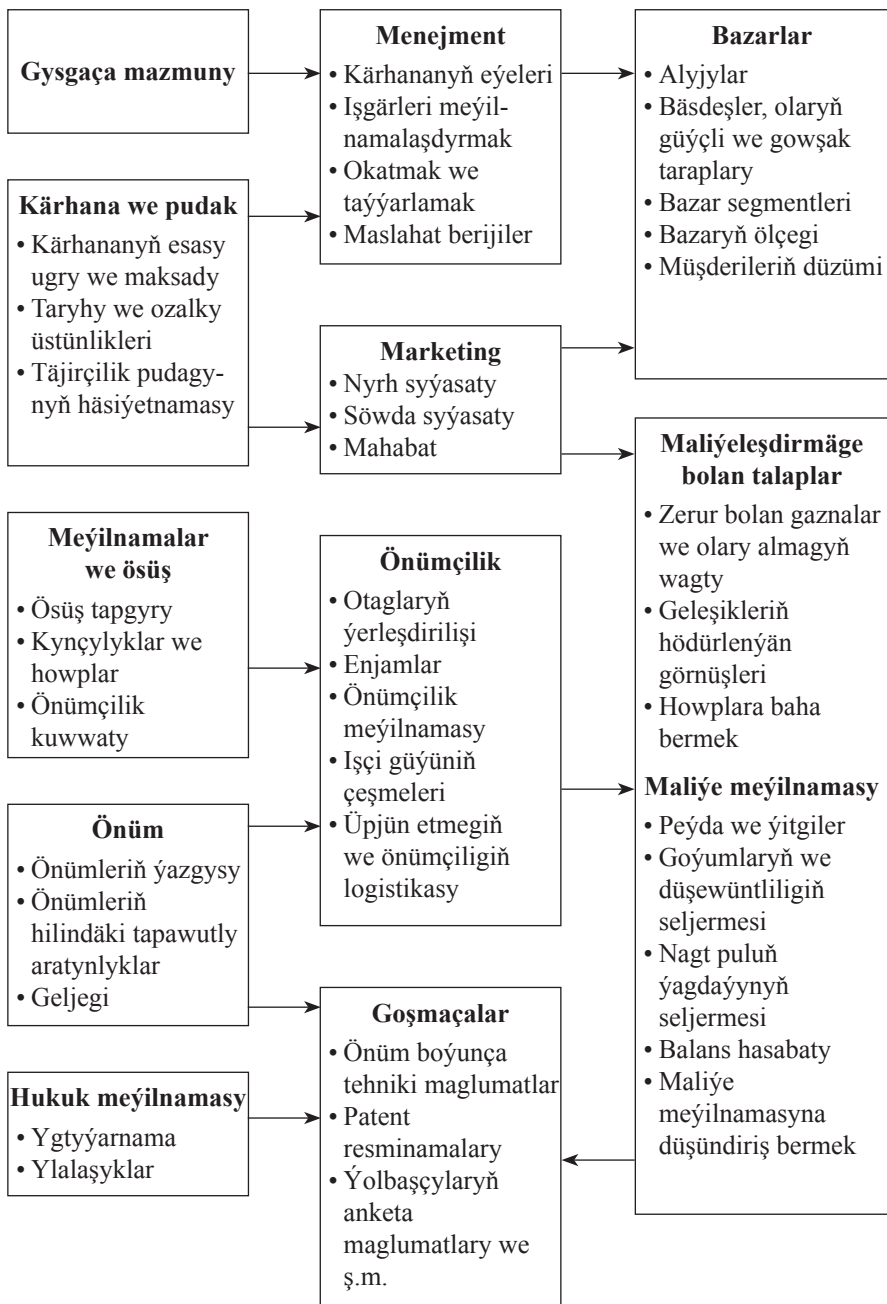 Gysgaça mazmuny
Kärhana we pudak
• Kärhananyň esasy
ugry we maksady
• Taryhy we ozalky
üstünlikleri
• Täjirçilik pudagy-
nyň häsiýetnamasy
Meýilnamalar
we ösüş
• Ösüş tapgyry
• Kynçylyklar we
howplar
• Önümçilik
kuwwaty
Önüm
• Önümleriň ýazgysy
• Önümleriň
hilindäki tapawutly
aratynlyklar
• Geljegi
Hukuk meýilnamasy
• Ygtyýarnama
• Ylalaşyklar
Menejment
• Kärhananyň eýeleri
• Işgärleri meýil-
namalaşdyrmak
• Okatmak we
taýýarlamak
• Maslahat berijiler
Marketing
• Nyrh syýasaty
• Söwda syýasaty
• Mahabat
Önümçilik
• Otaglaryň
ýerleşdirilişi
• Enjamlar
• Önümçilik
meýilnamasy
• Işçi güýüniň
çeşmeleri
• Üpjün etmegiň
we önümçiligiň
logistikasy
Goşmaçalar
• Önüm boýunça
tehniki maglumatlar
• Patent
resminamalary
• Ýolbaşçylaryň
anketa
maglumatlary we
ş.m.
Bazarlar
• Alyjylar
• Bäsdeşler, olaryň
güýçli we gowşak
taraplary
• Bazar segmentleri
• Bazaryň ölçegi
• Müşderileriň düzümi
Maliýeleşdirmäge
bolan talaplar
• Zerur bolan gaznalar
we olary almagyň
wagty
• Geleşikleriň
hödürlenýän
görnüşleri
• Howplara baha
bermek
Maliýe meýilnamasy
• Peýda we ýitgiler
• Goýumlaryň we
düşewüntliligiň
seljermesi
• Nagt puluň
ýagdaýynyň
seljermesi
• Balans hasabaty
• Maliýe
meýilnamasyna
düşündiriş bermek